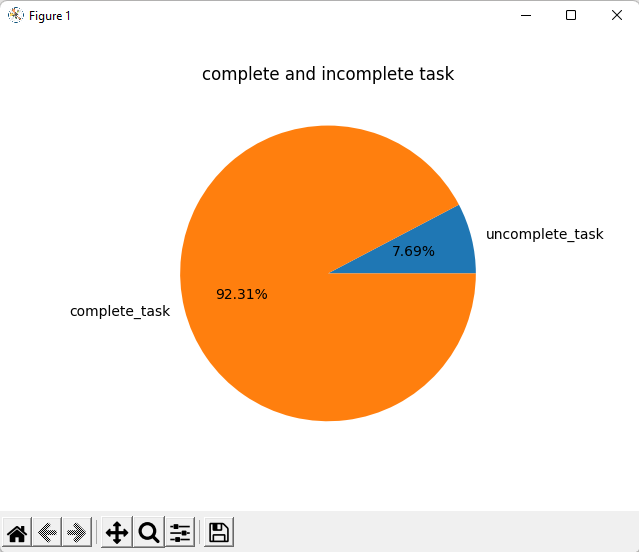 Figure 1
complete and incomplete task
uncomplete_task
7.69%
92.31%
complete_task